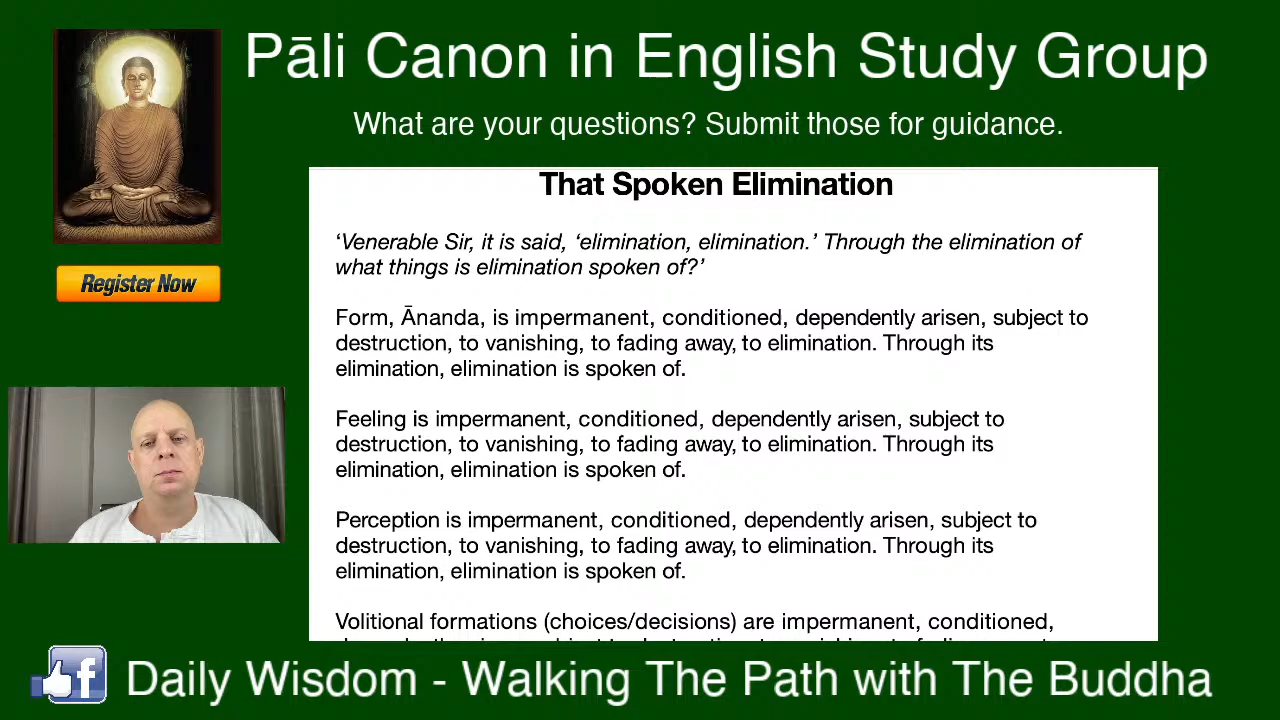 Pāli Canon in English Study Group
What are your questions? Submit those for guidance.
Register Now
That Spoken Elimination
‘Venerable Sir, it is said, ‘elimination, elimination.’ Through the elimination of
what things is elimination spoken of?’
Form, Ānanda, is impermanent, conditioned, dependently arisen, subject to
destruction, to vanishing, to fading away, to elimination. Through its
elimination, elimination is spoken of.
Feeling is impermanent, conditioned, dependently arisen, subject to
destruction, to vanishing, to fading away, to elimination. Through its
elimination, elimination is spoken of.
Perception is impermanent, conditioned, dependently arisen, subject to
destruction, to vanishing, to fading away, to elimination. Through its
elimination, elimination is spoken of.
Volitional formations (choices/decisions) are impermanent, conditioned,
f
Daily Wisdom - Walking The Path with The Buddha